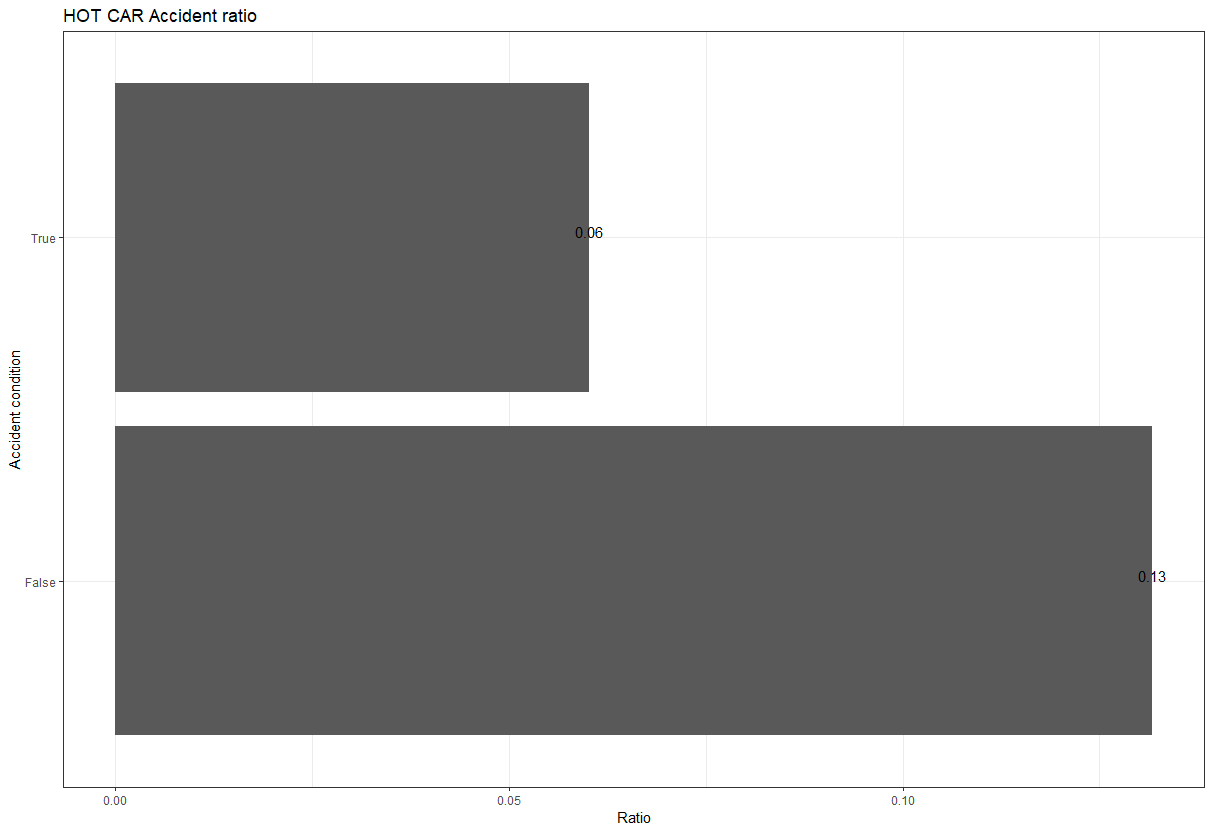 HOT CAR Accident ratio
True
0.06
Accident condition
False
0.13
0.00
0.05
0.10
Ratio